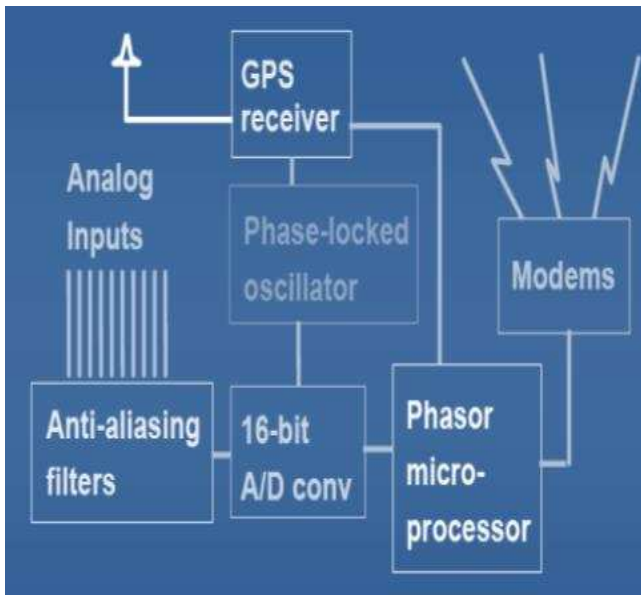 GPS
receiver
Analog
Inputs
Phase-locked
oscillator
Modems
Anti-aliasing
filters
16-bit
A/D conv
Phasor
micro-
processor